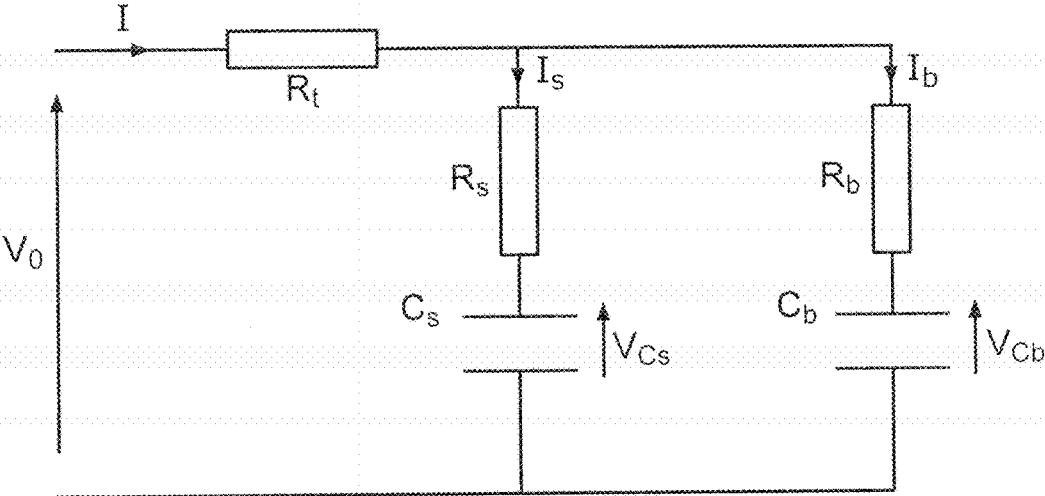 I
R_t
I_s
I_b
R_s
R_b
V_0
C_s
V_Cs
C_b
V_Cb